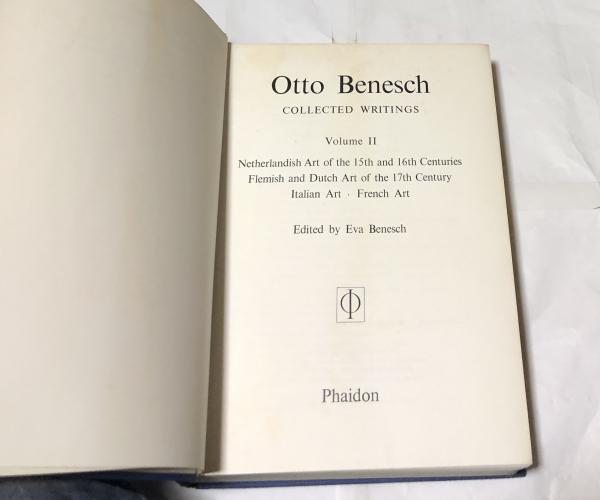 Otto Benesch
COLLECTED WRITINGS
Volume II
Netherlandish Art of the 15th and 16th Centuries
Flemish and Dutch Art of the 17th Century
Italian Art · French Art
Edited by Eva Benesch
Φ
Phaidon